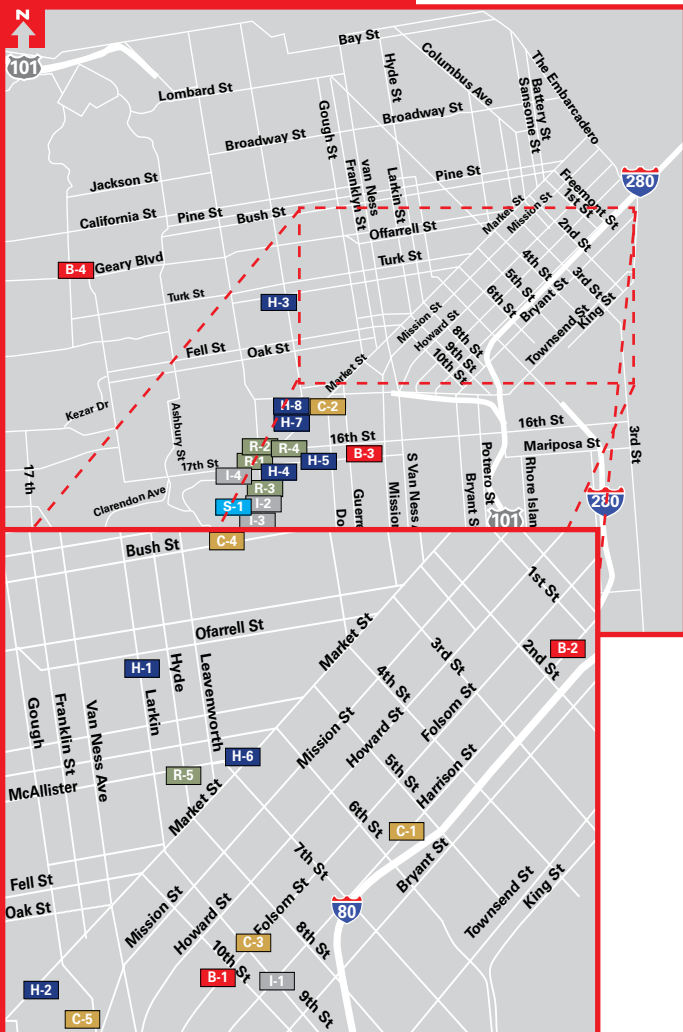 N
101
Bay St
Lombard St
Hyde St
Columbus Ave
The Embarcadero
Battery St
Sansome St
Gough St
Broadway St
Broadway St
Franklyn St
van Ness
Larkin St
Pine St
Jackson St
280
Freemont St
1st St
California St
Pine St
Bush St
Market St
Mission St
2nd St
Offarrell St
B-4
Geary Blvd
Turk St
4th St
3rd St
5th St
6th St
Bryant St
King St
Townsend St
Turk St
H-3
Mission St
Howard St
8th St
9th St
10th St
Fell St
Oak St
Market St
Kezar Dr
Ashbury St
H-8
C-2
H-7
16th St
16th St
Mariposa St
3rd St
R-2
R-4
B-3
17th St
R-1
H-5
I-4
H-4
17 th
R-3
Clarendon Ave
S-1
I-2
I-3
Guerre
Do
Mission
S Van Ness A
Bryant S
Potrero St
101
Rhore Islan
280
Bush St
C-4
1st St
Ofarrell St
Market St
2nd St
B-2
3rd St
H-1
Hyde
Leavenworth
4th St
Larkin
Gough
Franklin St
Van Ness Ave
Mission St
Howard St
Folsom St
5th St
Harrison St
H-6
R-5
McAllister
Market St
6th St
C-1
Bryant St
7th St
Fell St
Oak St
80
Townsend St
King St
Mission St
Howard St
Folsom St
8th St
C-3
10th St
B-1
I-1
9th St
H-2
C-5